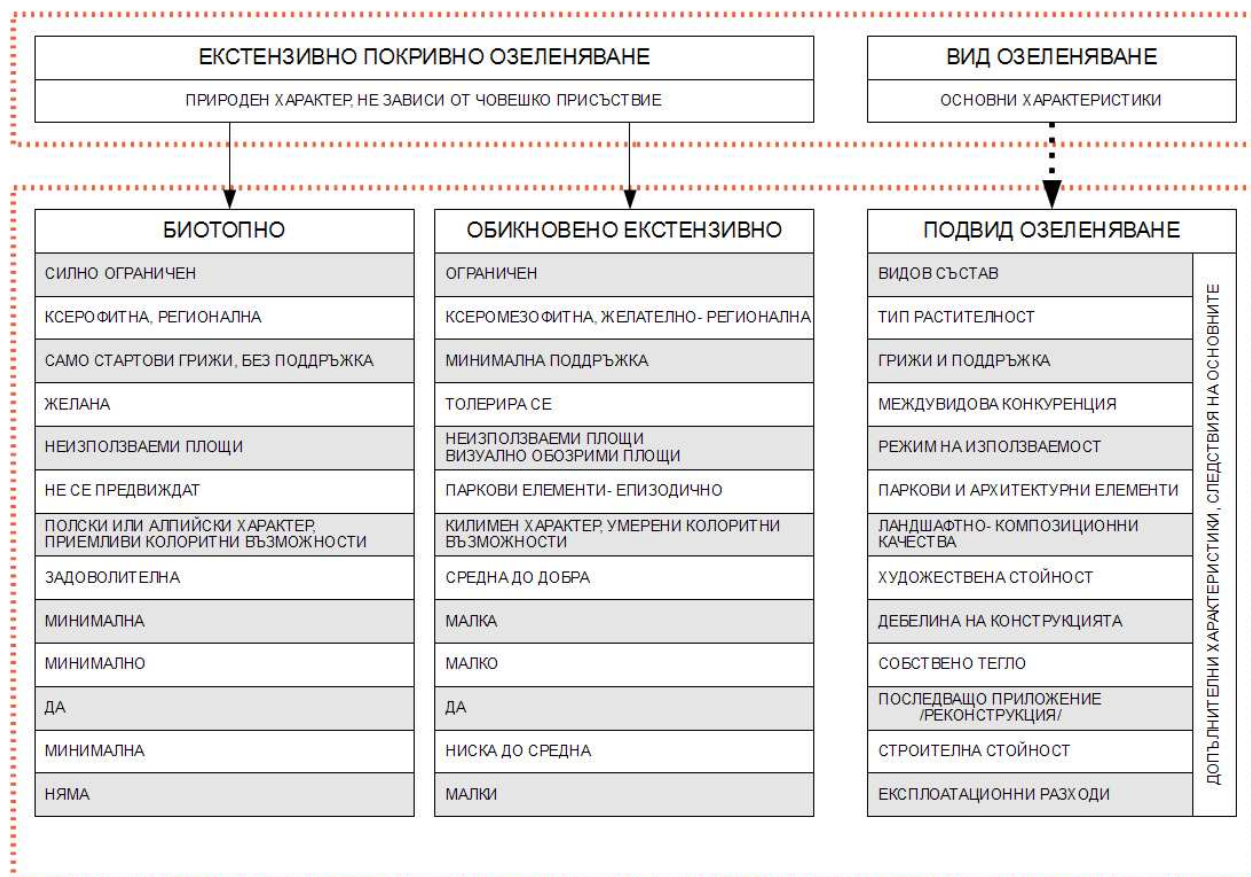 ЕКСТЕНЗИВНО ПОКРИВНО ОЗЕЛЕНЯВАНЕ
ПРИРОДЕН ХАРАКТЕР, НЕ ЗАВИСИ ОТ ЧОВЕШКО ПРИСЪСТВИЕ
ВИД ОЗЕЛЕНЯВАНЕ
ОСНОВНИ ХАРАКТЕРИСТИКИ
БИОТОПНО
СИЛНО ОГРАНИЧЕН
КСЕРОФИТНА, РЕГИОНАЛНА
САМО СТАРТОВИ ГРИЖИ, БЕЗ ПОДДРЪЖКА
ЖЕЛАНА
НЕИЗПОЛЗВАЕМИ ПЛОЩИ
НЕ СЕ ПРЕДВИЖДАТ
ПОЛСКИ ИЛИ АЛПИЙСКИ ХАРАКТЕР,
ПРИЕМЛИВИ КОЛОРИТНИ ВЪЗМОЖНОСТИ
ЗАДОВОЛИТЕЛНА
МИНИМАЛНА
МИНИМАЛНО
ДА
МИНИМАЛНА
НЯМА
ОБИКНОВЕНО ЕКСТЕНЗИВНО
ОГРАНИЧЕН
КСЕРОМЕЗОФИТНА, ЖЕЛАТЕЛНО- РЕГИОНАЛНА
МИНИМАЛНА ПОДДРЪЖКА
ТОЛЕРИРА СЕ
НЕИЗПОЛЗВАЕМИ ПЛОЩИ
ВИЗУАЛНО ОБОЗРИМИ ПЛОЩИ
ПАРКОВИ ЕЛЕМЕНТИ- ЕПИЗОДИЧНО
КИЛИМЕН ХАРАКТЕР, УМЕРЕНИ КОЛОРИТНИ
ВЪЗМОЖНОСТИ
СРЕДНА ДО ДОБРА
МАЛКА
МАЛКО
ДА
НИСКА ДО СРЕДНА
МАЛКИ
ПОДВИД ОЗЕЛЕНЯВАНЕ
ВИДОВ СЪСТАВ
ТИП РАСТИТЕЛНОСТ
ГРИЖИ И ПОДДРЪЖКА
МЕЖДУВИДОВА КОНКУРЕНЦИЯ
РЕЖИМ НА ИЗПОЛЗВАЕМОСТ
ПАРКОВИ И АРХИТЕКТУРНИ ЕЛЕМЕНТИ
ЛАНДШАФТНО- КОМПОЗИЦИОННИ
КАЧЕСТВА
ХУДОЖЕСТВЕНА СТОЙНОСТ
ДЕБЕЛИНА НА КОНСТРУКЦИЯТА
СОБСТВЕНО ТЕГЛО
ПОСЛЕДВАЩО ПРИЛОЖЕНИЕ
/РЕКОНСТРУКЦИЯ/
СТРОИТЕЛНА СТОЙНОСТ
ЕКСПЛОАТАЦИОННИ РАЗХОДИ
ДОПЪЛНИТЕЛНИ ХАРАКТЕРИСТИКИ, СЛЕДСТВИЯ НА ОСНОВНИТЕ